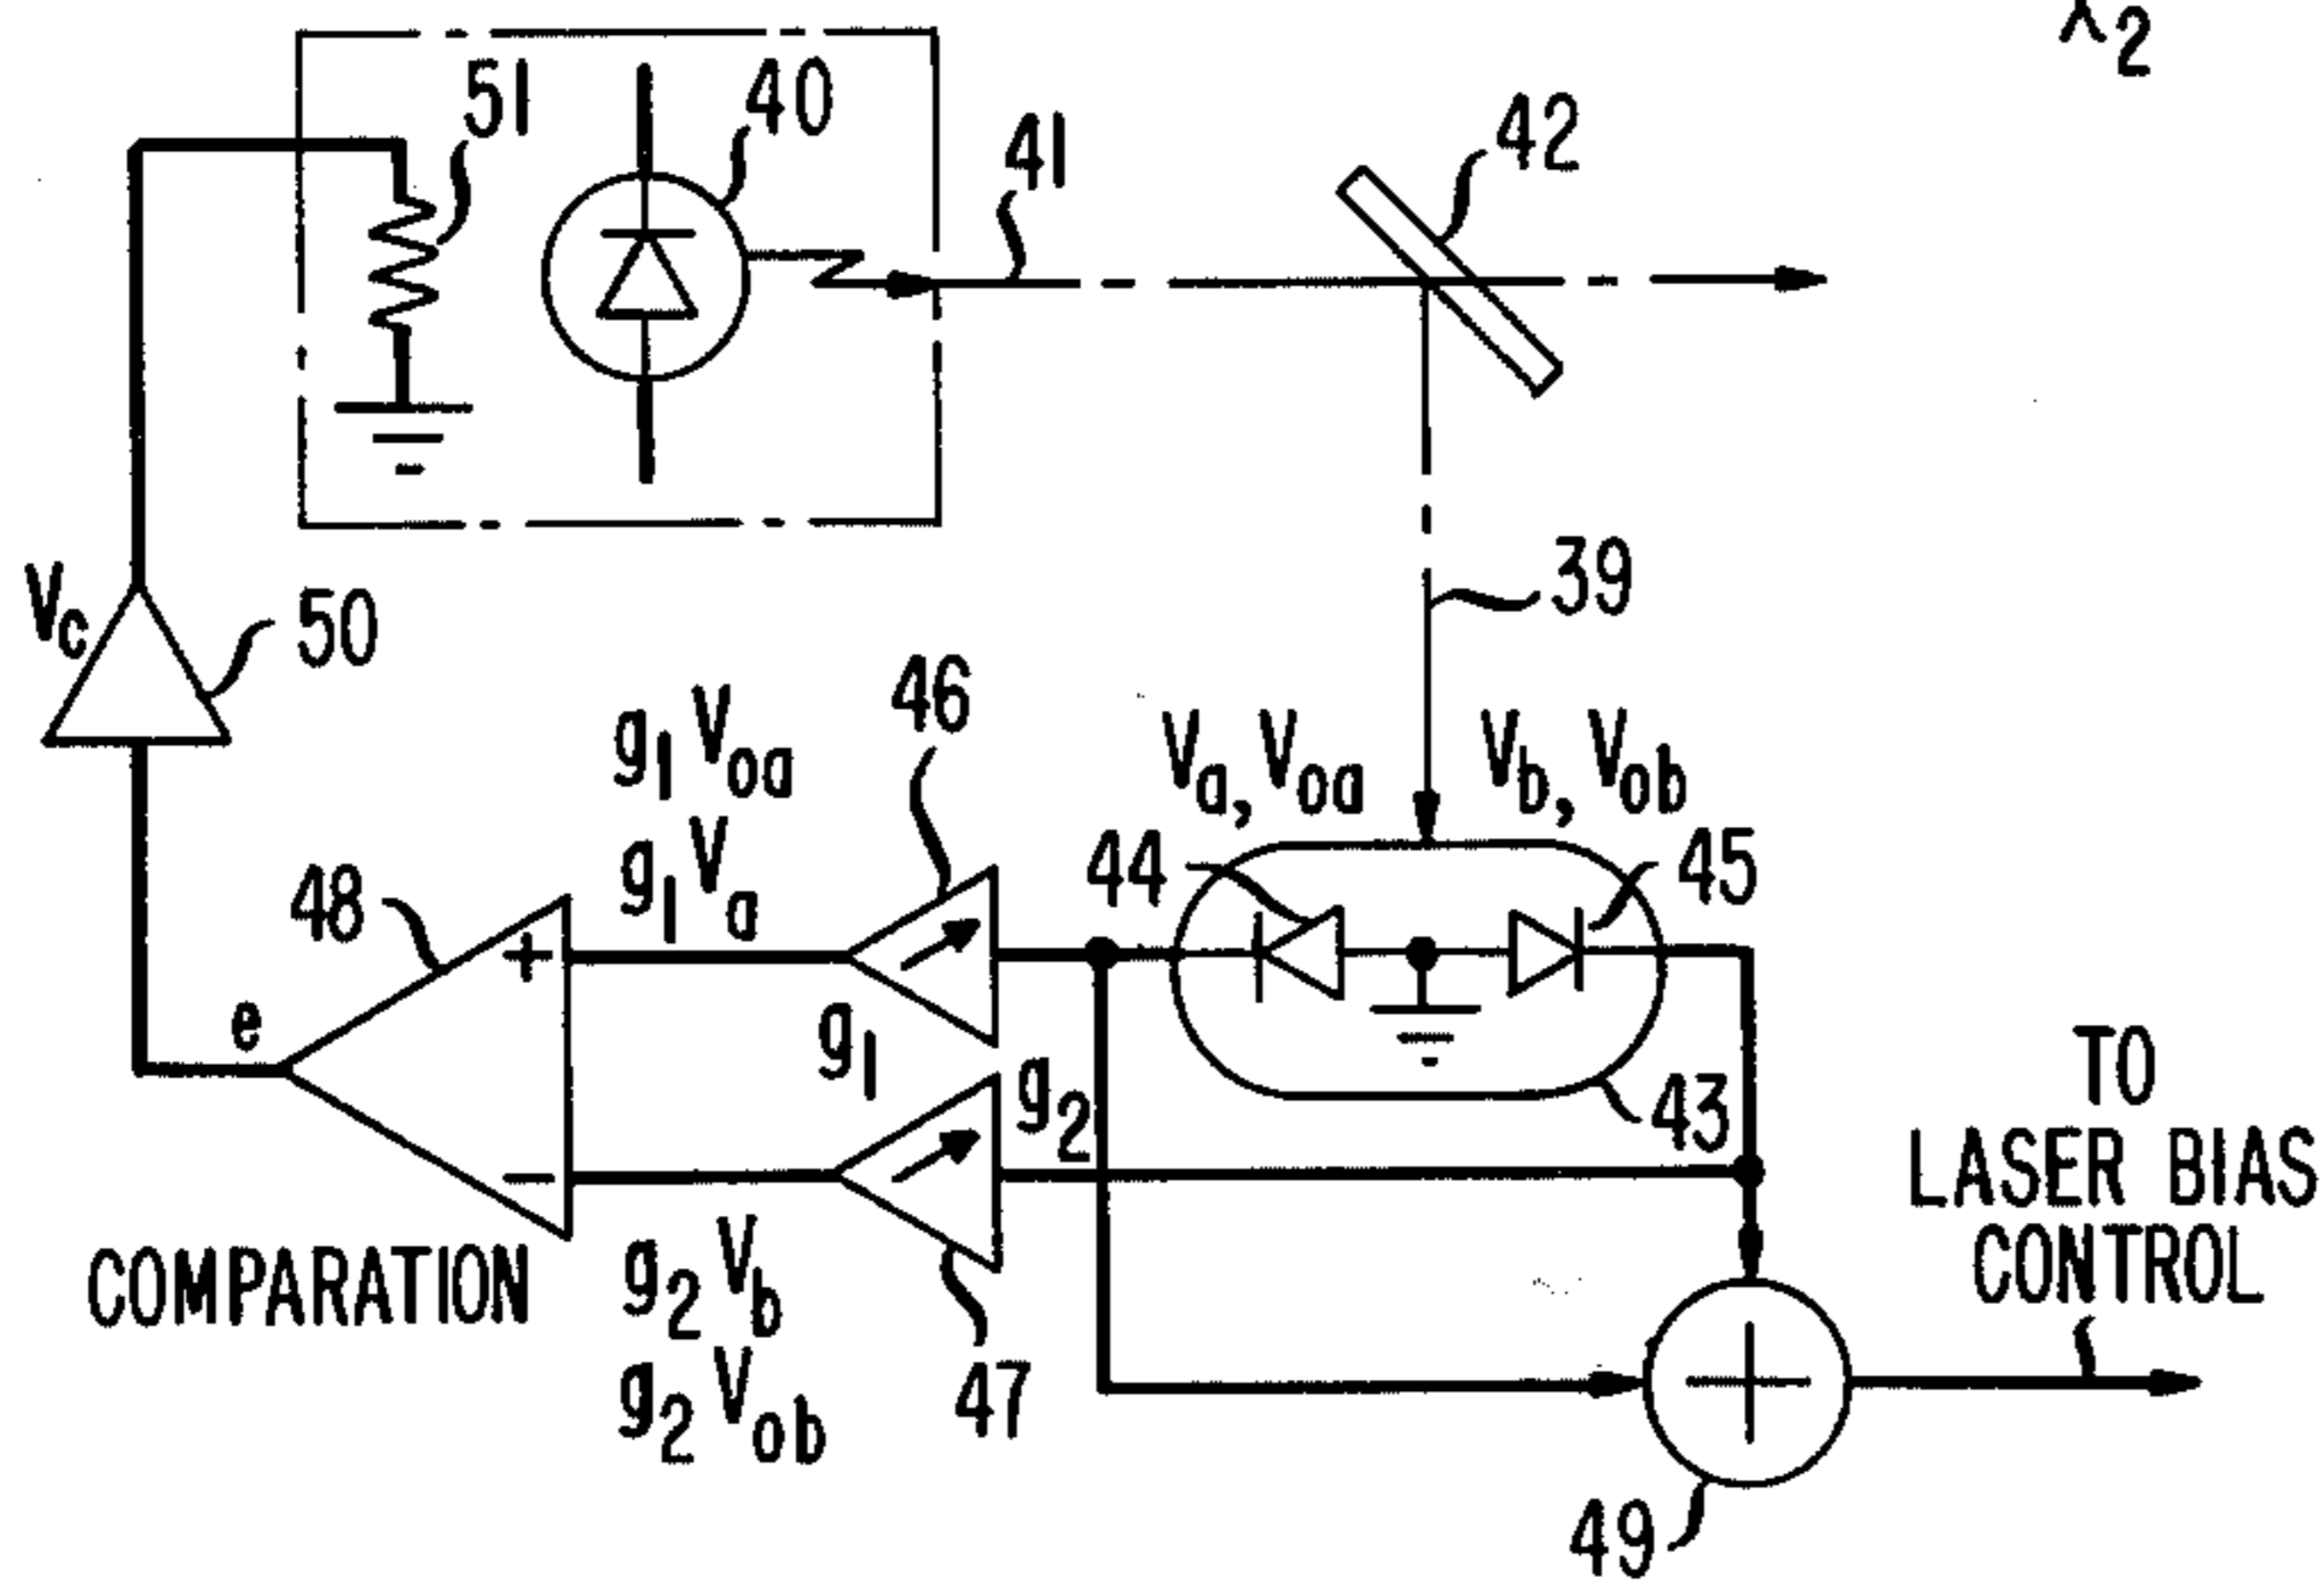 λ2
51
40
41
42
39
Vc
50
46
g1 Voa
g1 Va
Va, Voa
Vb, Vob
44
45
48
+
e
g1
g2
43
TO
LASER BIAS
CONTROL
−
COMPARATION
g2 Vb
g2 Vob
47
+
49